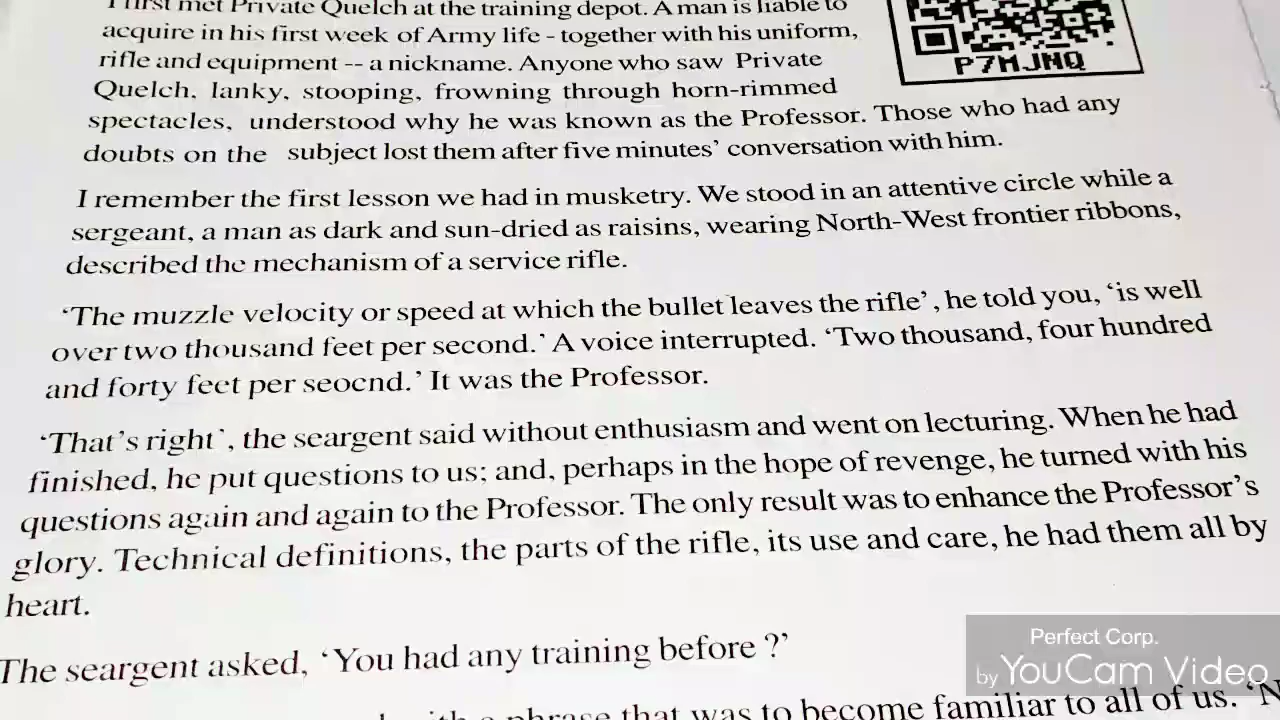 I first met Private Quelch at the training depot. A man is liable to
acquire in his first week of Army life - together with his uniform,
rifle and equipment -- a nickname. Anyone who saw Private
Quelch, lanky, stooping, frowning through horn-rimmed
spectacles, understood why he was known as the Professor. Those who had any
doubts on the subject lost them after five minutes' conversation with him.
P7MJNQ
I remember the first lesson we had in musketry. We stood in an attentive circle while a
sergeant, a man as dark and sun-dried as raisins, wearing North-West frontier ribbons,
described the mechanism of a service rifle.
‘The muzzle velocity or speed at which the bullet leaves the rifle’, he told you, ‘is well
over two thousand feet per second.’ A voice interrupted. ‘Two thousand, four hundred
and forty feet per seocnd.’ It was the Professor.
‘That’s right’, the seargent said without enthusiasm and went on lecturing. When he had
finished, he put questions to us; and, perhaps in the hope of revenge, he turned with his
questions again and again to the Professor. The only result was to enhance the Professor’s
glory. Technical definitions, the parts of the rifle, its use and care, he had them all by
heart.
The seargent asked, ‘You had any training before ?’
a phrase that was to become familiar to all of us. ‘N
Perfect Corp.
by YouCam Video